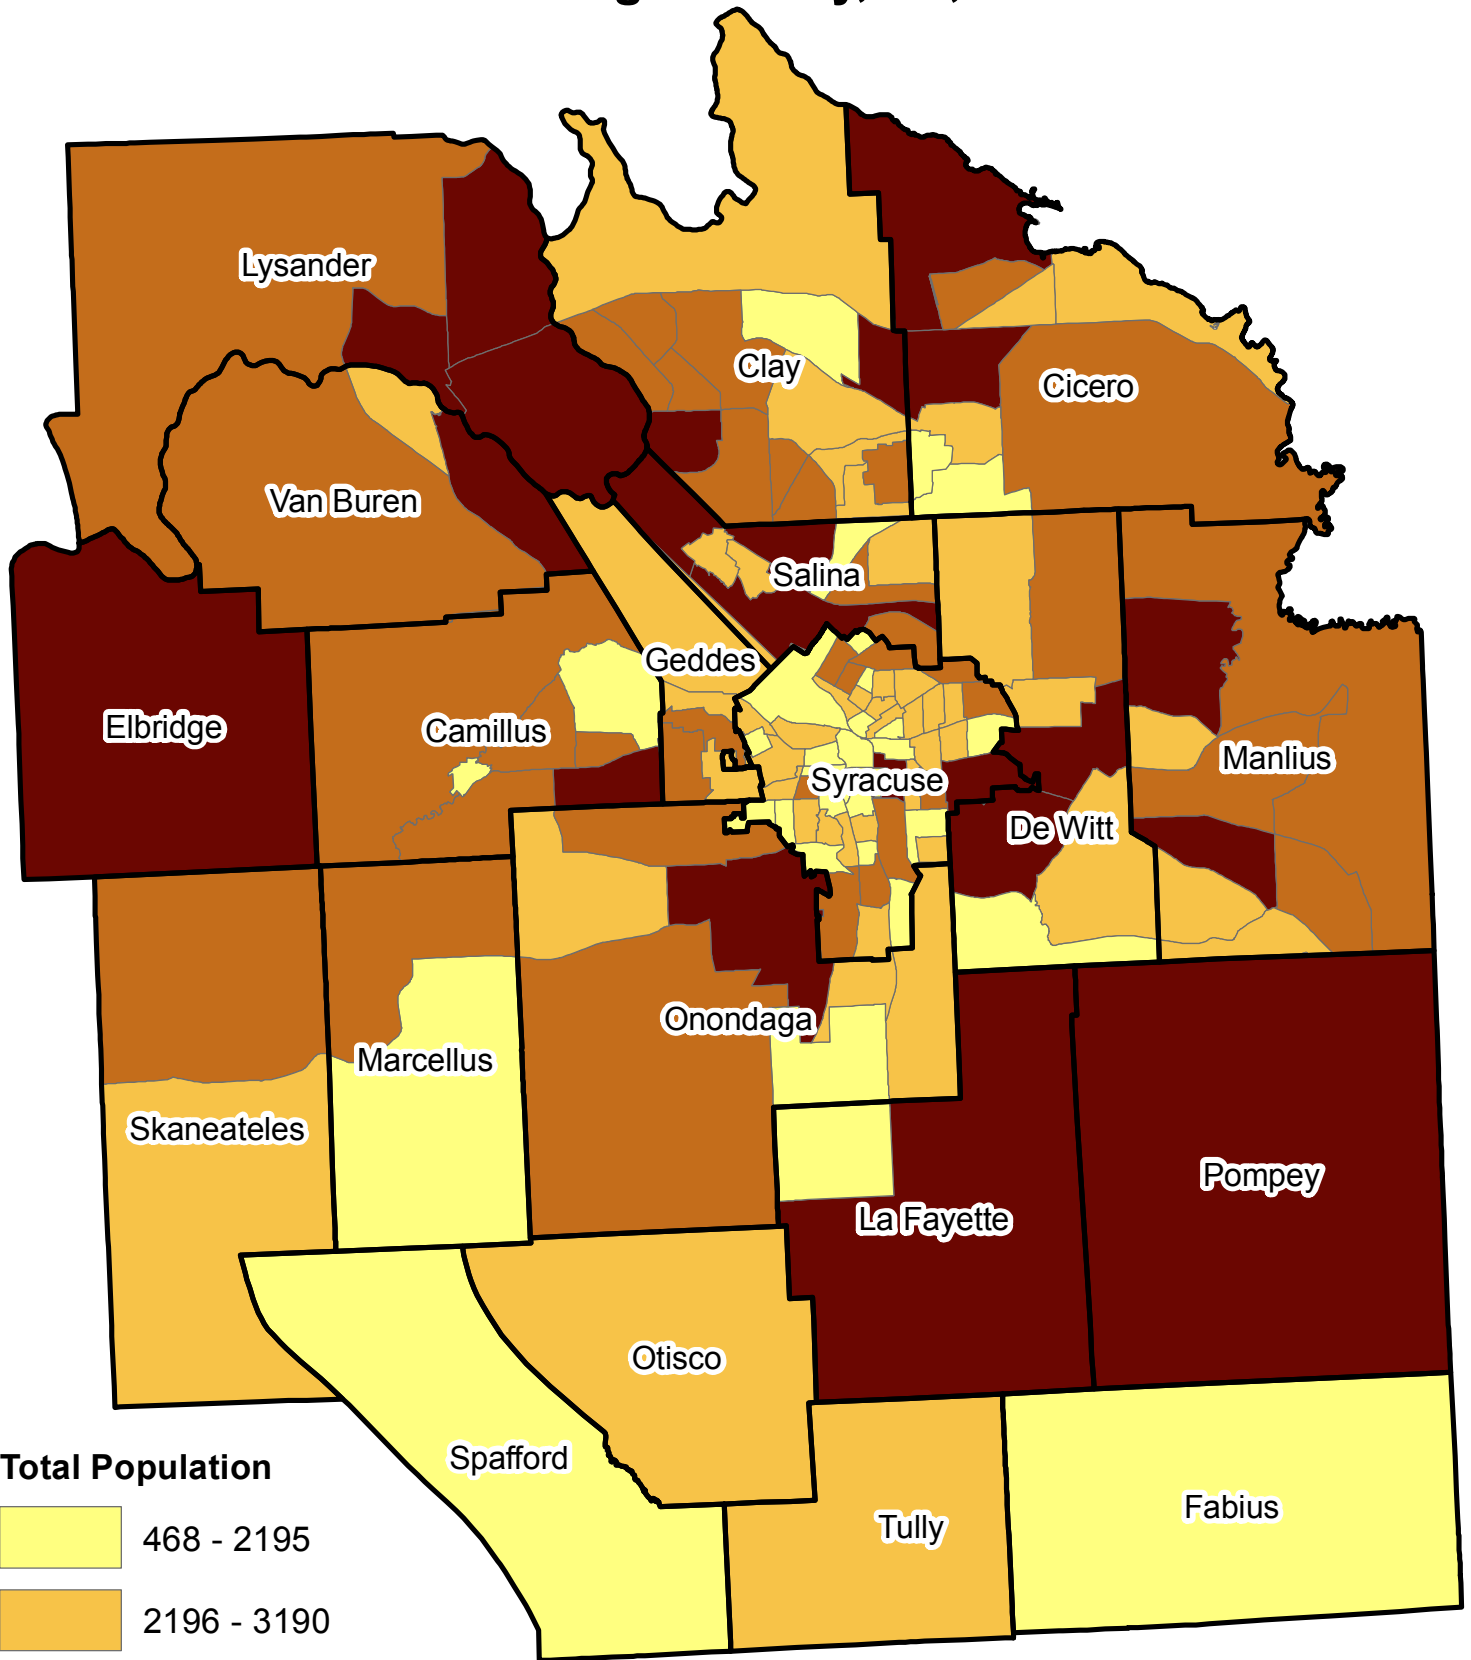 Lysander
Clay
Cicero
Van Buren
Salina
Geddes
Elbridge
Camillus
Manlius
Syracuse
De Witt
Onondaga
Marcellus
Skaneateles
Pompey
La Fayette
Otisco
Spafford
Fabius
Tully
Total Population
468 - 2195
2196 - 3190